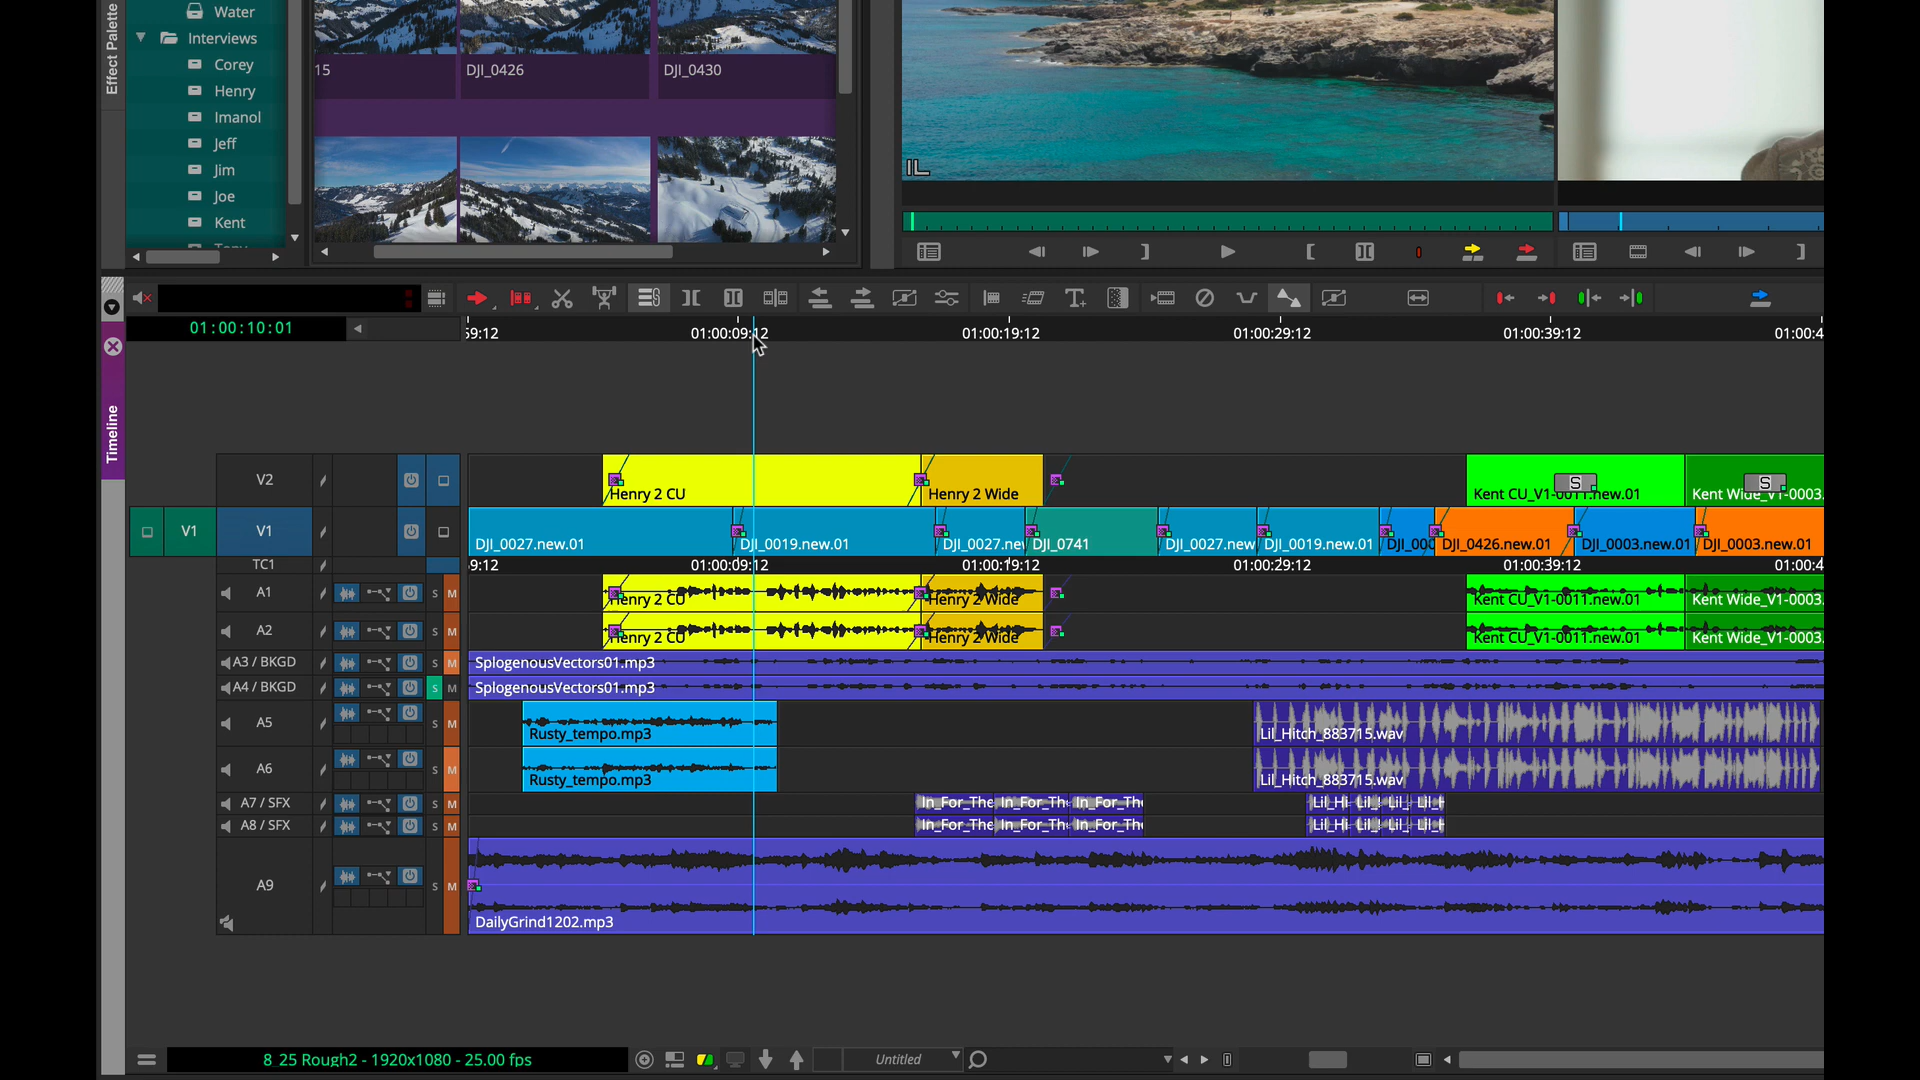 Effect Palette
Water
Interviews
Corey
Henry
Imanol
Jeff
Jim
Joe
Kent
15
DJI_0426
DJI_0430
01:00:10:01
59:12
01:00:09:12
01:00:19:12
01:00:29:12
01:00:39:12
01:00:4
Timeline
V2
Henry 2 CU
Henry 2 Wide
Kent CU_V1-0011.new.01
S
Kent Wide_V1-0003.
S
V1
V1
DJI_0027.new.01
DJI_0019.new.01
DJI_0027.ne
DJI_0741
DJI_0027.new
DJI_0019.new.01
DJI_000
DJI_0426.new.01
DJI_0003.new.01
DJI_0003.new.01
TC1
9:12
01:00:09:12
01:00:19:12
01:00:29:12
01:00:39:12
01:00:4
A1
S
M
Henry 2 CU
Henry 2 Wide
Kent CU_V1-0011.new.01
Kent Wide_V1-0003.
A2
S
M
Henry 2 CU
Henry 2 Wide
Kent CU_V1-0011.new.01
Kent Wide_V1-0003.
A3 / BKGD
S
M
SplogenousVectors01.mp3
A4 / BKGD
S
M
SplogenousVectors01.mp3
A5
S
M
Rusty_tempo.mp3
Lil_Hitch_883715.wav
A6
S
M
Rusty_tempo.mp3
Lil_Hitch_883715.wav
A7 / SFX
S
M
In_For_The
In_For_Th
In_For_The
Lil_Hi
Lil_
Lil_
Lil_H
A8 / SFX
S
M
In_For_The
In_For_Th
In_For_The
Lil_Hi
Lil_
Lil_
Lil_H
A9
S
M
DailyGrind1202.mp3
8_25 Rough2 - 1920x1080 - 25.00 fps
Untitled